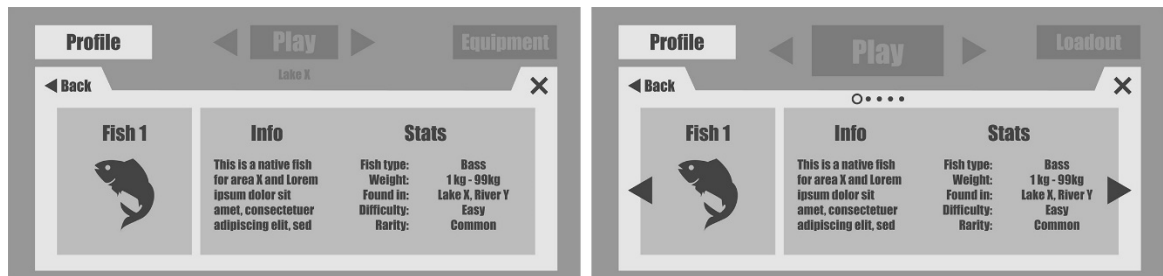 Profile
Play
Equipment
Lake X
Back
Fish 1
Info
This is a native fish
for area X and Lorem
ipsum dolor sit
amet, consectetuer
adipiscing elit, sed
Stats
Fish type: Bass
Weight: 1 kg - 99kg
Found in: Lake X, River Y
Difficulty: Easy
Rarity: Common
Profile
Play
Loadout
Back
Fish 1
Info
This is a native fish
for area X and Lorem
ipsum dolor sit
amet, consectetuer
adipiscing elit, sed
Stats
Fish type: Bass
Weight: 1 kg - 99kg
Found in: Lake X, River Y
Difficulty: Easy
Rarity: Common